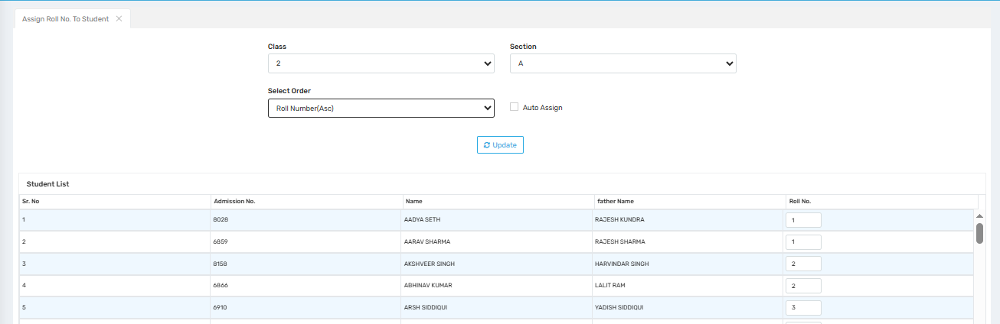 Assign Roll No. To Student
Class Section
2 A
Select Order
Roll Number(Asc) Auto Assign
Update
Student List
Sr. No Admission No. Name father Name Roll No.
1 8028 AADYA SETH RAJESH KUNDRA 1
2 6859 AARAV SHARMA RAJESH SHARMA 1
3 8158 AKSHVEER SINGH HARVINDAR SINGH 2
4 6866 ABHINAV KUMAR LALIT RAM 2
5 6910 ARSH SIDDIQUI YADISH SIDDIQUI 3